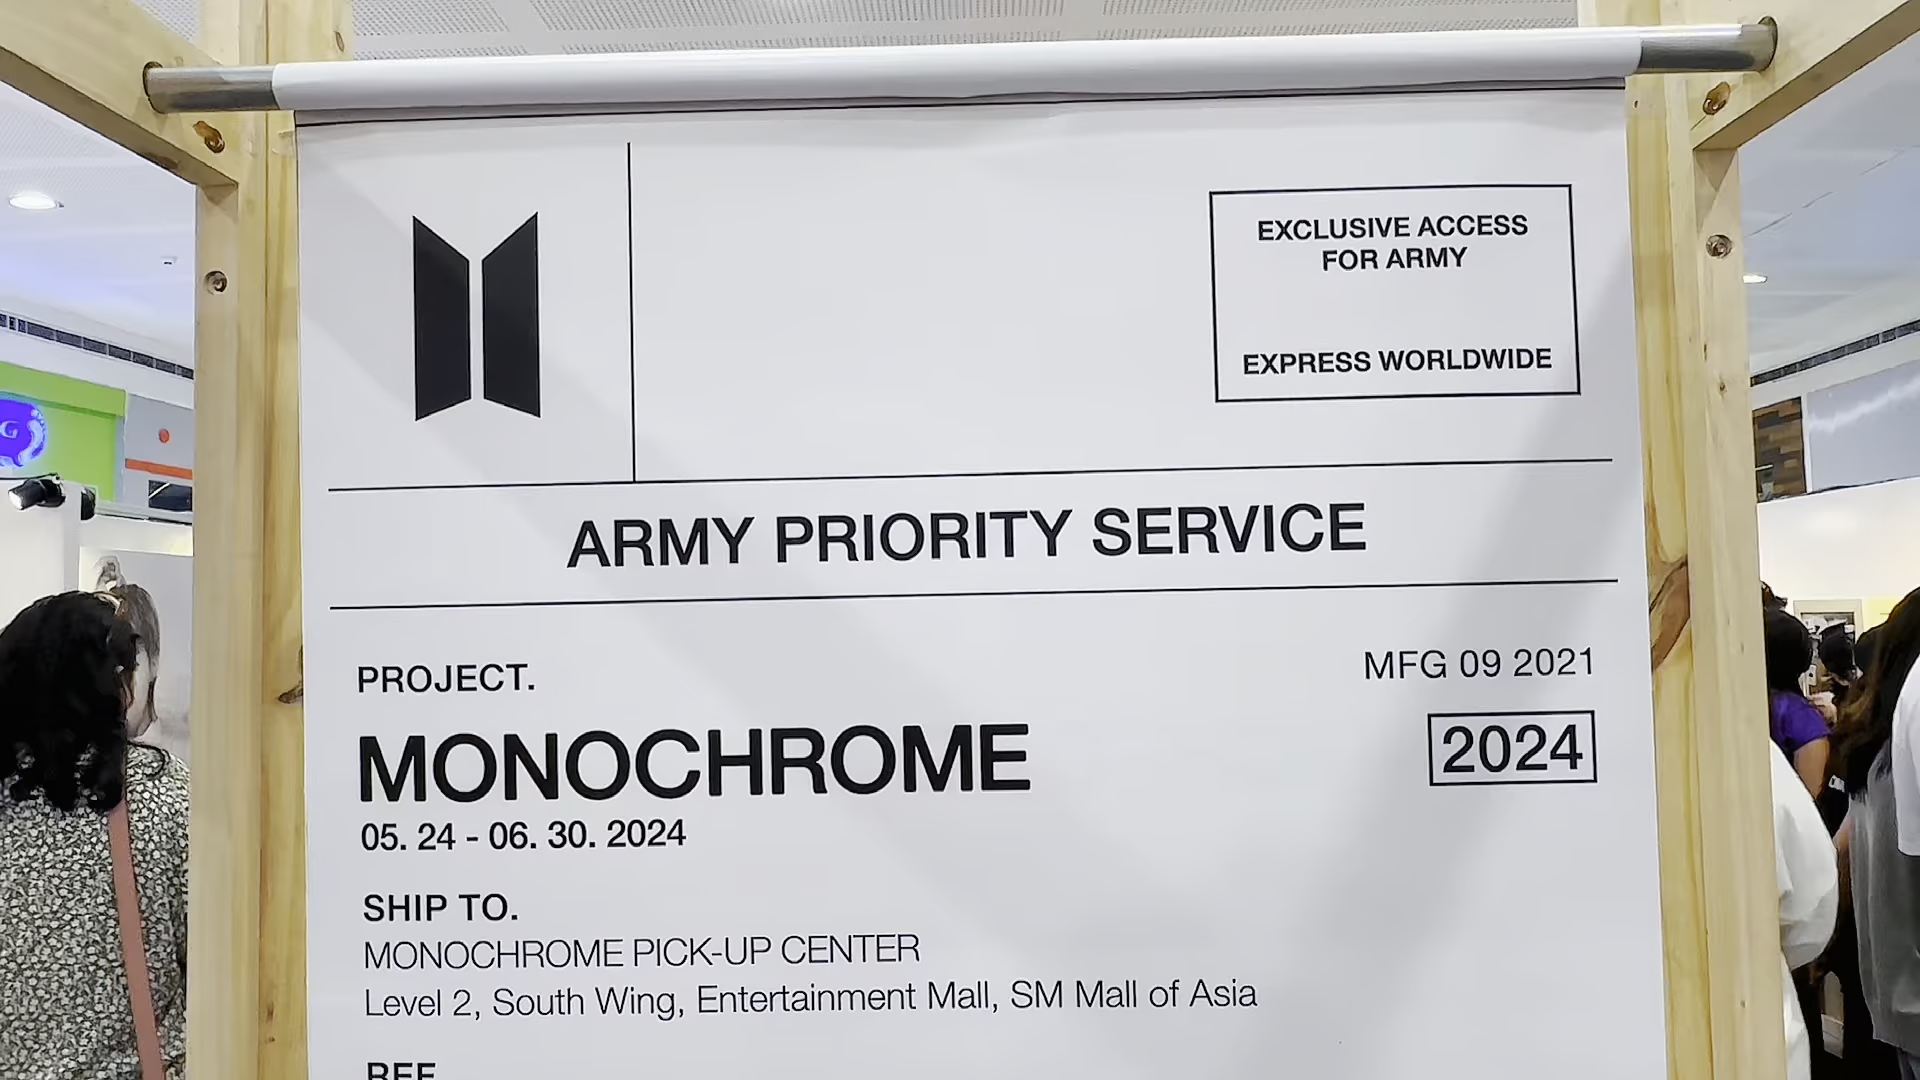 EXCLUSIVE ACCESS
FOR ARMY
EXPRESS WORLDWIDE
ARMY PRIORITY SERVICE
PROJECT.
MFG 09 2021
MONOCHROME
2024
05. 24 - 06. 30. 2024
SHIP TO.
MONOCHROME PICK-UP CENTER
Level 2, South Wing, Entertainment Mall, SM Mall of Asia